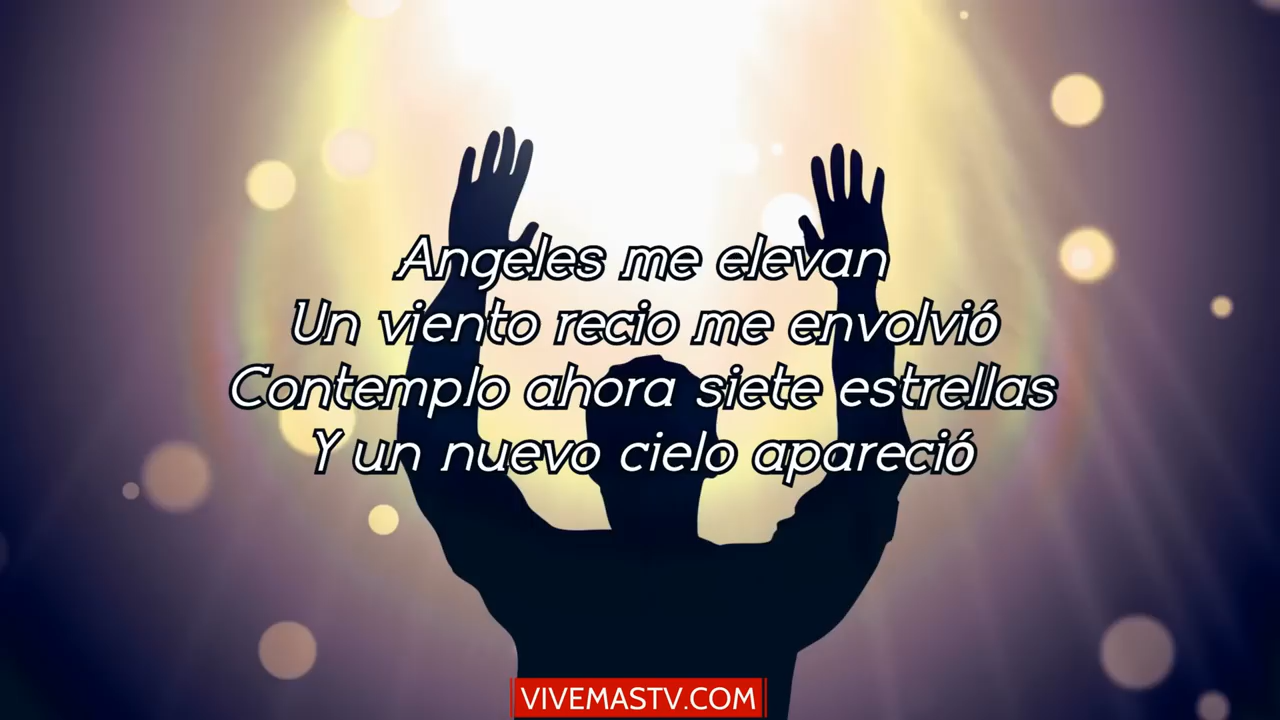 Angeles me elevan
Un viento recio me envolvió
Contemplo ahora siete estrellas
Y un nuevo cielo apareció
VIVEMASTV.COM